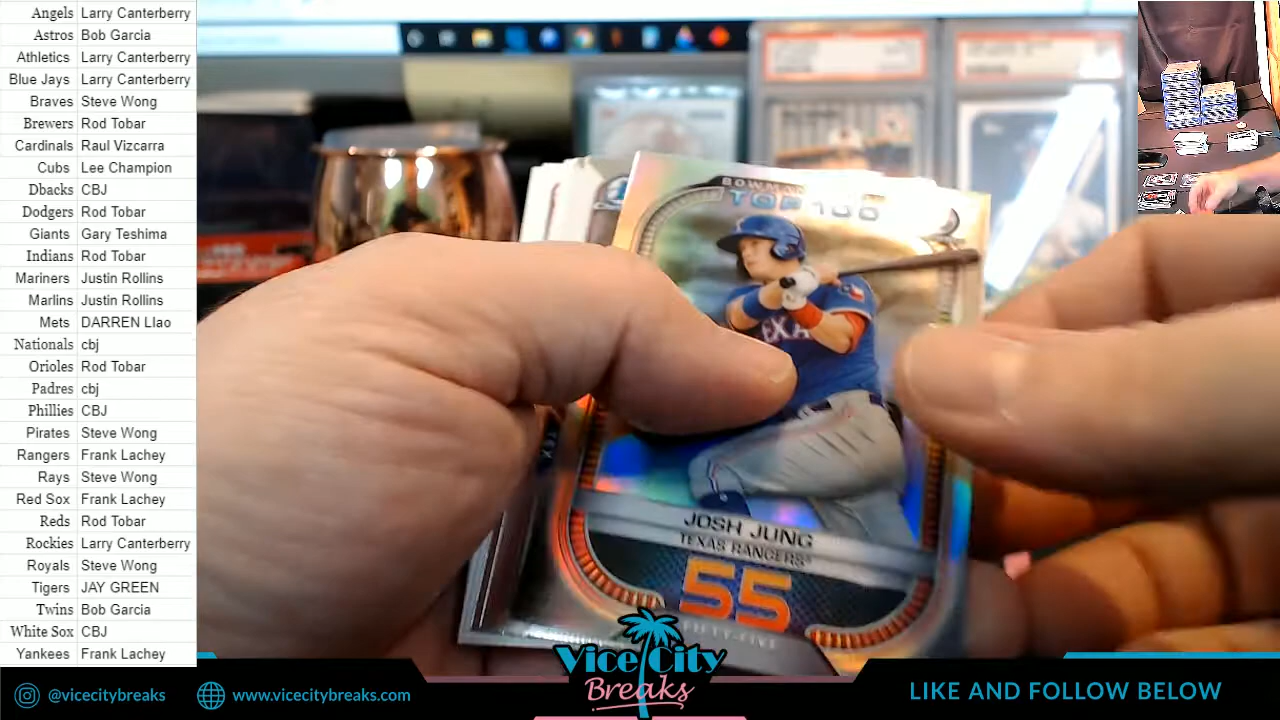 Angels Larry Canterberry
Astros Bob Garcia
Athletics Larry Canterberry
Blue Jays Larry Canterberry
Braves Steve Wong
Brewers Rod Tobar
Cardinals Raul Vizcarra
Cubs Lee Champion
Dbacks CBJ
Dodgers Rod Tobar
Giants Gary Teshima
Indians Rod Tobar
Mariners Justin Rollins
Marlins Justin Rollins
Mets DARREN LIao
Nationals cbj
Orioles Rod Tobar
Padres cbj
Phillies CBJ
Pirates Steve Wong
Rangers Frank Lachey
Rays Steve Wong
Red Sox Frank Lachey
Reds Rod Tobar
Rockies Larry Canterberry
Royals Steve Wong
Tigers JAY GREEN
Twins Bob Garcia
White Sox CBJ
Yankees Frank Lachey
TOP 100
JOSH JUNG
TEXAS RANGERS
55
FIFTY-FIVE
Vice City
Breaks
@vicecitybreaks
www.vicecitybreaks.com
LIKE AND FOLLOW BELOW